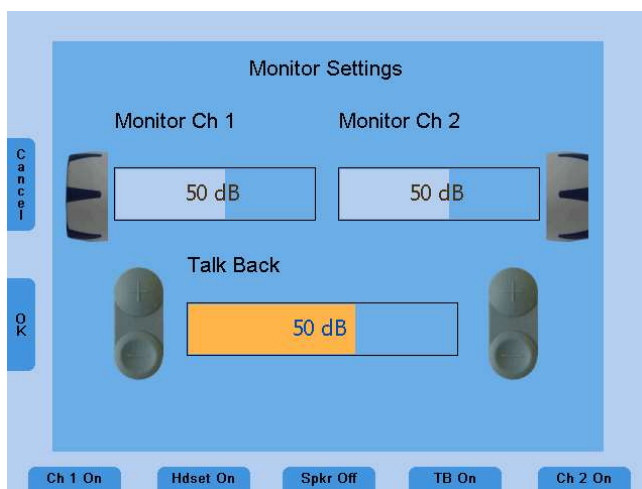 Monitor Settings
Monitor Ch 1
Monitor Ch 2
Cancel
50 dB
50 dB
Talk Back
OK
50 dB
Ch 1 On
Hdset On
Spkr Off
TB On
Ch 2 On